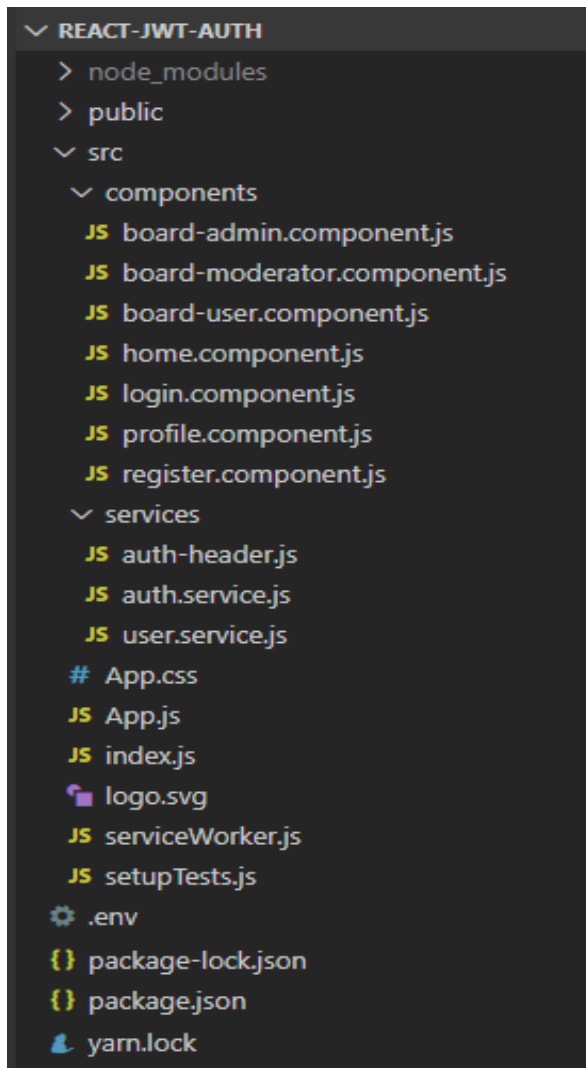 REACT-JWT-AUTH
node_modules
public
src
components
JS board-admin.component.js
JS board-moderator.component.js
JS board-user.component.js
JS home.component.js
JS login.component.js
JS profile.component.js
JS register.component.js
services
JS auth-header.js
JS auth.service.js
JS user.service.js
# App.css
JS App.js
JS index.js
logo.svg
JS serviceWorker.js
JS setupTests.js
.env
{} package-lock.json
{} package.json
yarn.lock